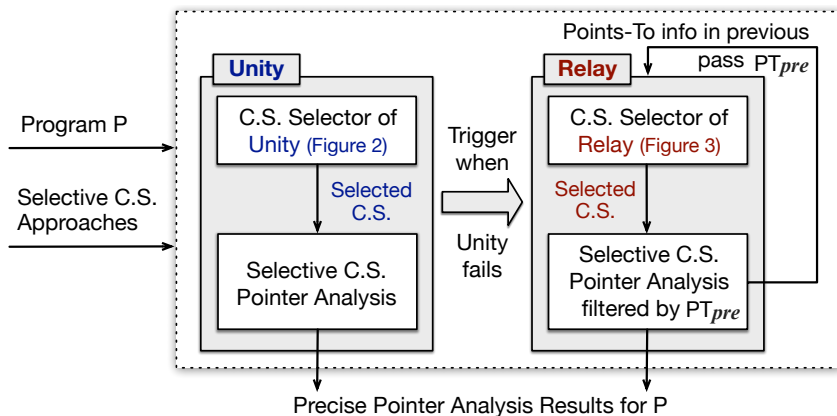 Points-To info in previous
pass PTpre
Unity
Relay
Program P
Selective C.S.
Approaches
C.S. Selector of
Unity (Figure 2)
Selected
C.S.
Selective C.S.
Pointer Analysis
Trigger
when
Unity
fails
C.S. Selector of
Relay (Figure 3)
Selected
C.S.
Selective C.S.
Pointer Analysis
filtered by PTpre
Precise Pointer Analysis Results for P